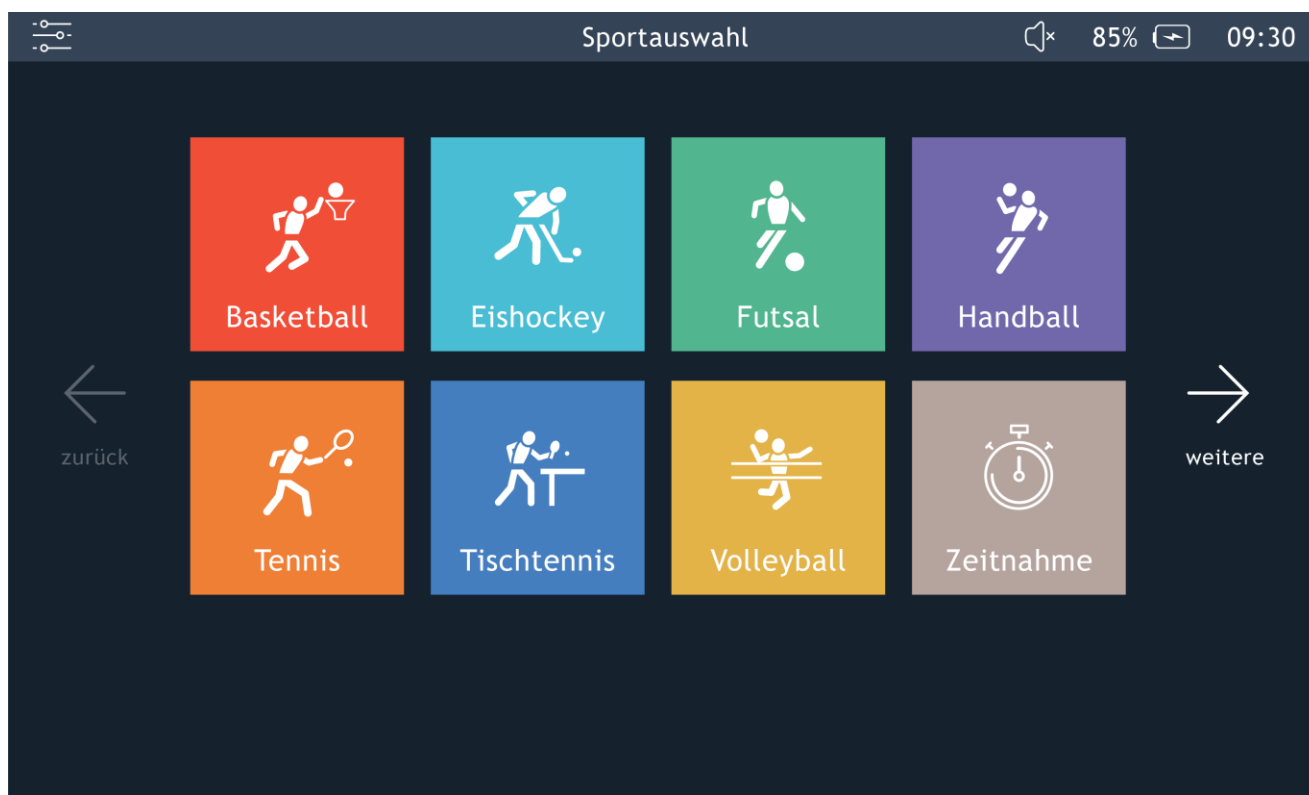 Sportauswahl 85% 09:30
Basketball Eishockey Futsal Handball
zurück weitere
Tennis Tischtennis Volleyball Zeitnahme